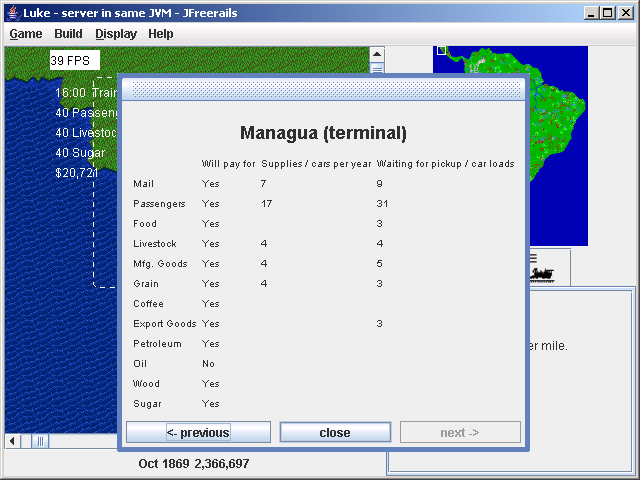 Luke - server in same JVM - JFreerails
Game Build Display Help
39 FPS
16:00 Train
40 Passen
40 Livestoc
40 Sugar
$20,721
Managua (terminal)
Will pay for Supplies / cars per year Waiting for pickup / car loads
Mail Yes 7 9
Passengers Yes 17 31
Food Yes 3
Livestock Yes 4 4
Mfg. Goods Yes 4 5
Grain Yes 4 3
Coffee Yes
Export Goods Yes 3
Petroleum Yes
Oil No
Wood Yes
Sugar Yes
er mile.
<- previous close next ->
Oct 1869 2,366,697